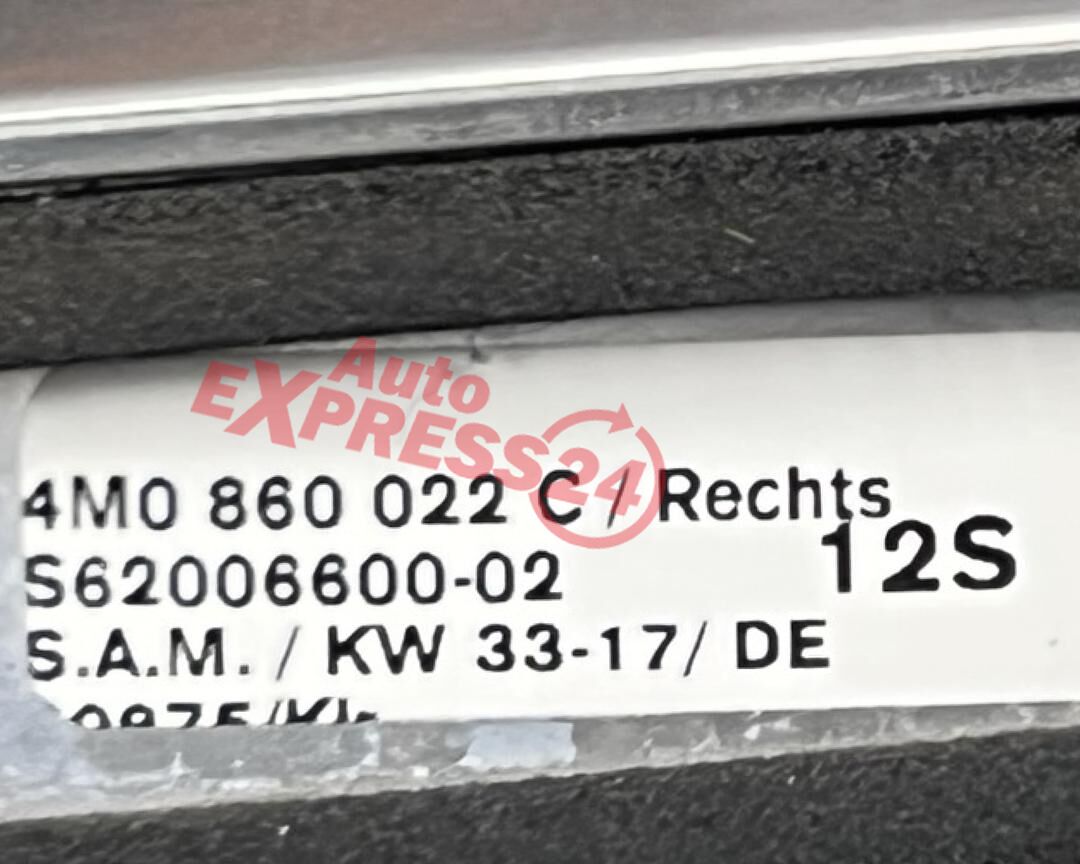 Auto
EXPRESS24
4M0 860 022 C / Rechts
12S
S62006600-02
S.A.M. / KW 33-17/ DE